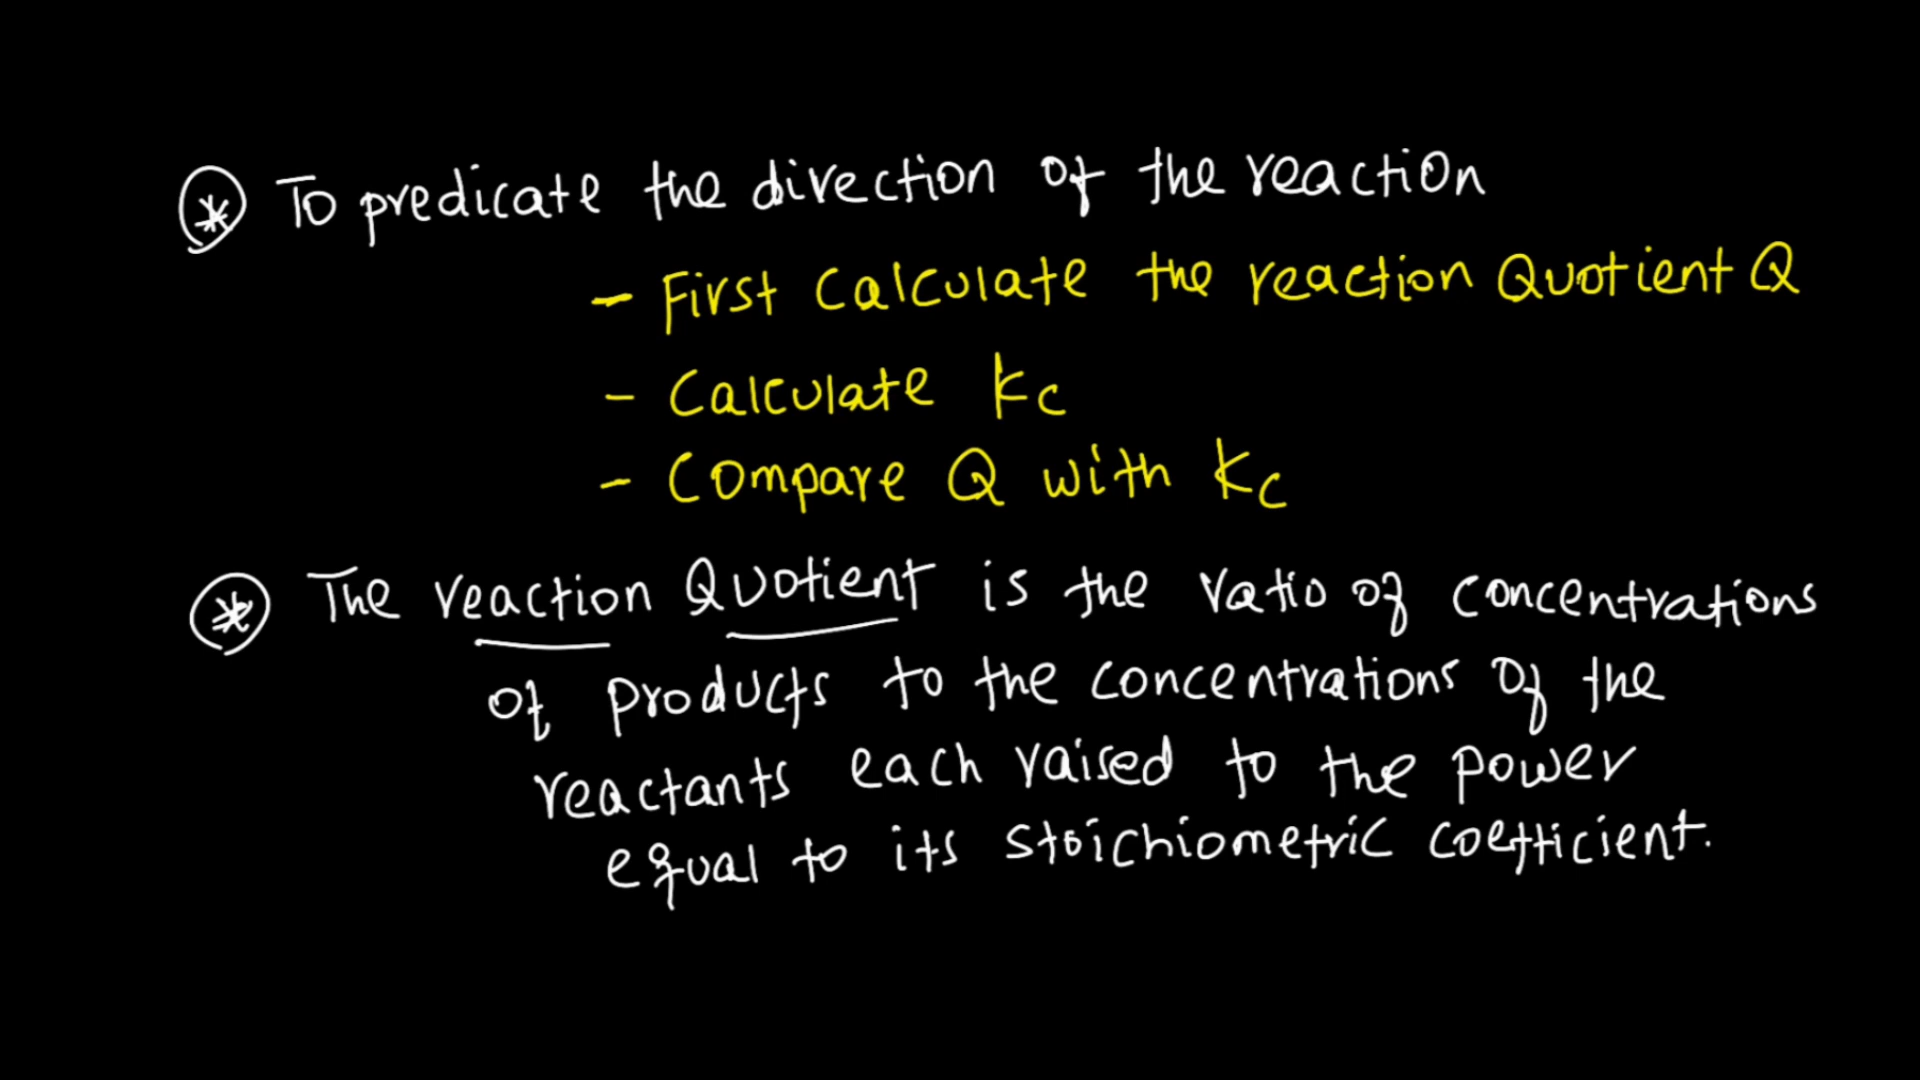 * To predicate the direction of the reaction
- First calculate the reaction Quotient Q
- Calculate Kc
- Compare Q with Kc
* The reaction Quotient is the ratio of concentrations
of products to the concentrations of the
reactants each raised to the power
equal to its stoichiometric coefficient.